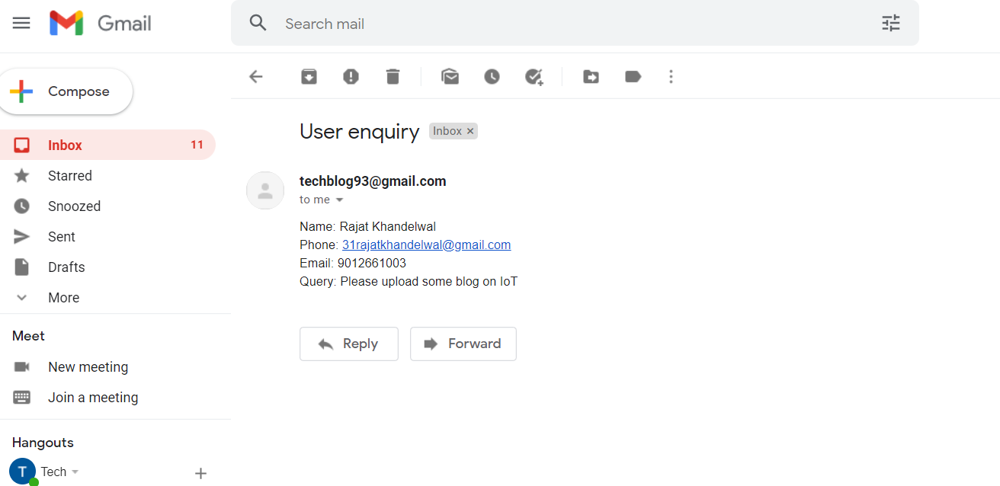 Gmail
Search mail
Compose
Inbox 11
Starred
Snoozed
Sent
Drafts
More
Meet
New meeting
Join a meeting
Hangouts
T Tech
User enquiry Inbox ×
techblog93@gmail.com
to me
Name: Rajat Khandelwal
Phone: 31rajatkhandelwal@gmail.com
Email: 9012661003
Query: Please upload some blog on IoT
Reply Forward